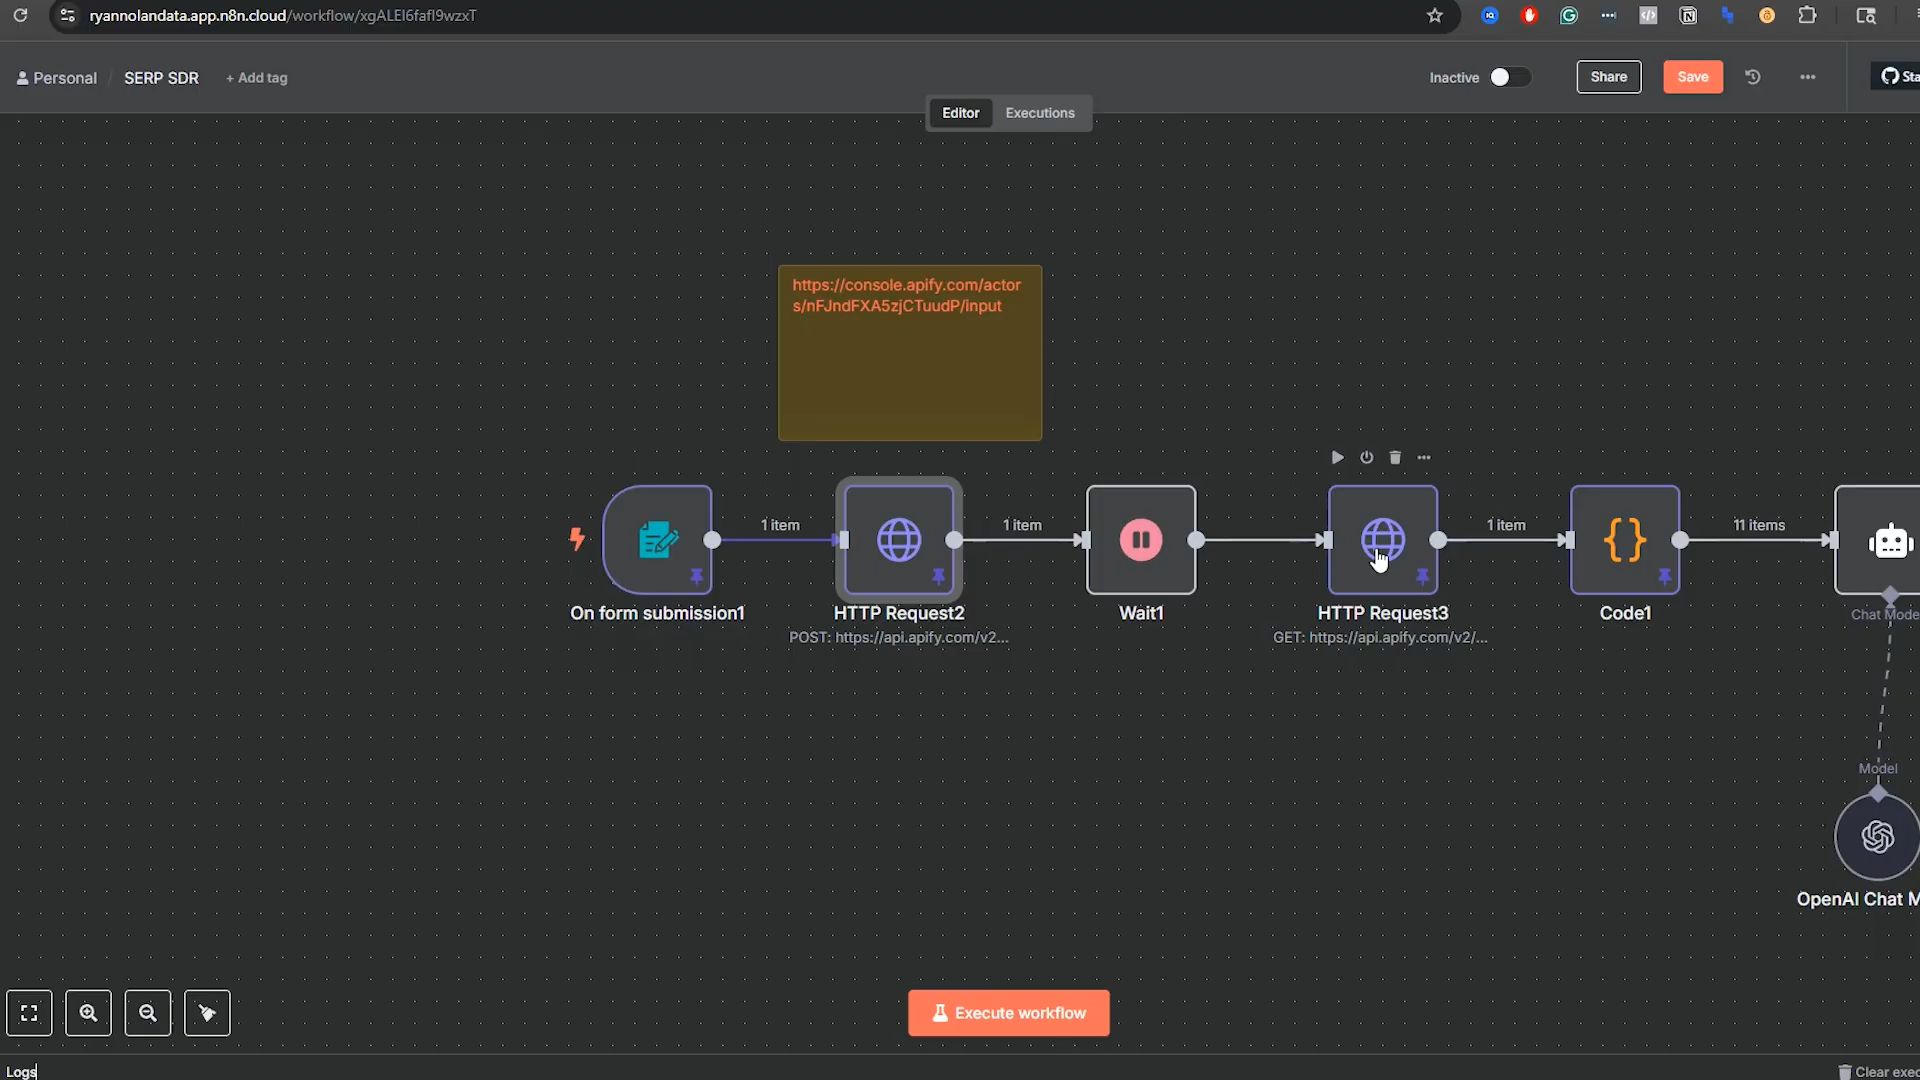 ryannolandata.app.n8n.cloud/workflow/xgALEI6fafI9wzxT
Personal / SERP SDR + Add tag
Inactive
Share
Save
Sta
Editor Executions
https://console.apify.com/actor
s/nFJndFXA5zjCTuudP/input
1 item
1 item
1 item
11 items
On form submission1
HTTP Request2
Wait1
HTTP Request3
Code1
Chat Mode
POST: https://api.apify.com/v2...
GET: https://api.apify.com/v2/...
Model
OpenAI Chat M
Execute workflow
Logs
Clear exec